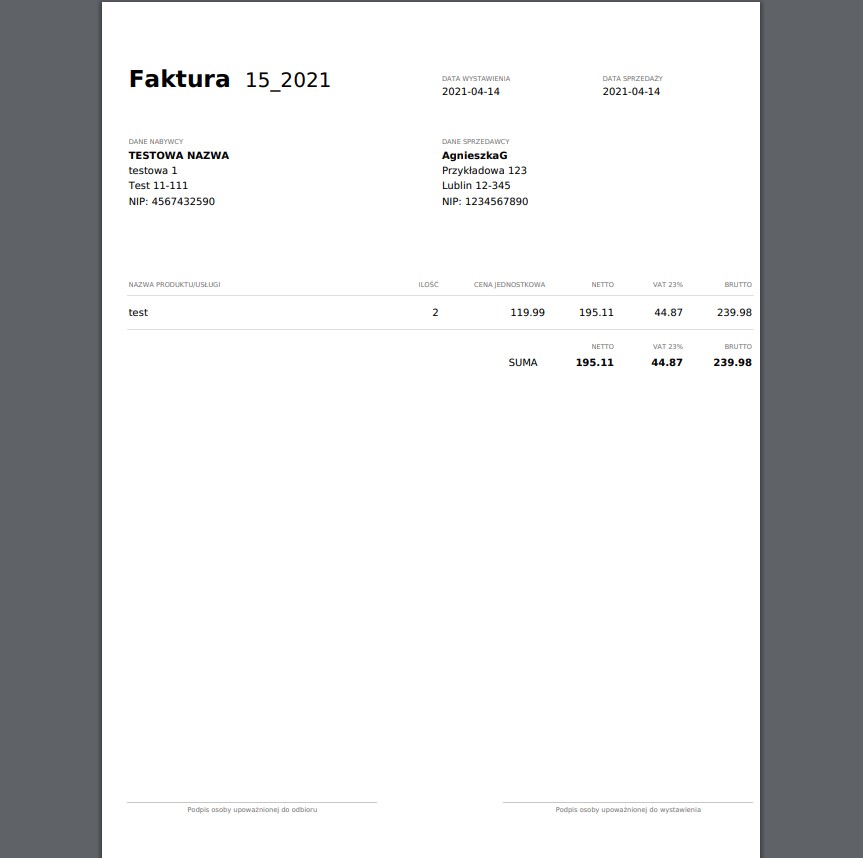 Faktura 15_2021
DATA WYSTAWIENIA DATA SPRZEDAŻY
2021-04-14 2021-04-14
DANE NABYWCY
TESTOWA NAZWA
testowa 1
Test 11-111
NIP: 4567432590
DANE SPRZEDAWCY
AgnieszkaG
Przykładowa 123
Lublin 12-345
NIP: 1234567890
NAZWA PRODUKTU/USŁUGI ILOŚĆ CENA JEDNOSTKOWA NETTO VAT 23% BRUTTO
test 2 119.99 195.11 44.87 239.98
NETTO VAT 23% BRUTTO
SUMA 195.11 44.87 239.98
Podpis osoby upoważnionej do odbioru Podpis osoby upoważnionej do wystawienia